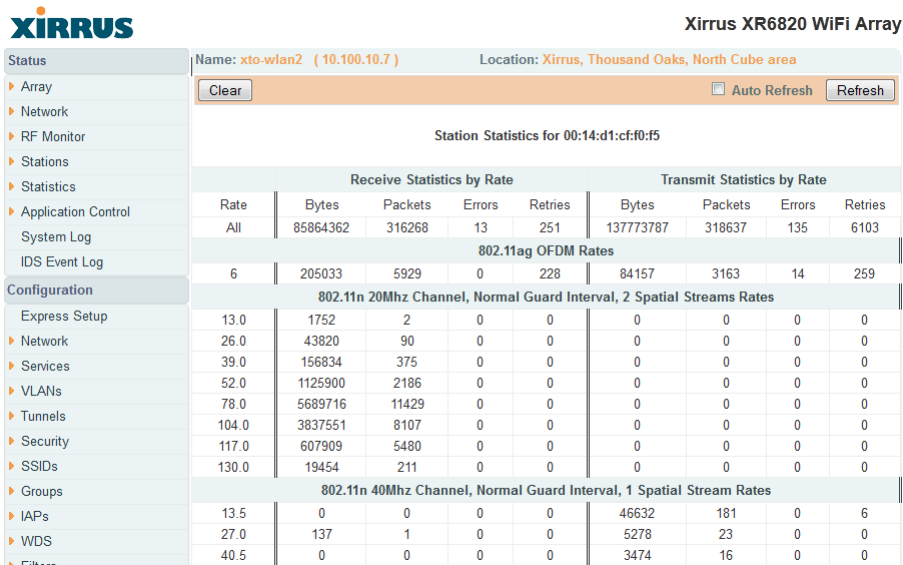 XIRRUS
Xirrus XR6820 WiFi Array
Status
Array
Network
RF Monitor
Stations
Statistics
Application Control
System Log
IDS Event Log
Configuration
Express Setup
Network
Services
VLANs
Tunnels
Security
SSIDs
Groups
IAPs
WDS
Filters
Name: xto-wlan2 ( 10.100.10.7 ) Location: Xirrus, Thousand Oaks, North Cube area
Clear Auto Refresh Refresh
Station Statistics for 00:14:d1:cf:f0:f5
Receive Statistics by Rate Transmit Statistics by Rate
Rate Bytes Packets Errors Retries Bytes Packets Errors Retries
All 85864362 316268 13 251 137773787 318637 135 6103
802.11ag OFDM Rates
6 205033 5929 0 228 84157 3163 14 259
802.11n 20Mhz Channel, Normal Guard Interval, 2 Spatial Streams Rates
13.0 1752 2 0 0 0 0 0 0
26.0 43820 90 0 0 0 0 0 0
39.0 156834 375 0 0 0 0 0 0
52.0 1125900 2186 0 0 0 0 0 0
78.0 5689716 11429 0 0 0 0 0 0
104.0 3837551 8107 0 0 0 0 0 0
117.0 607909 5480 0 0 0 0 0 0
130.0 19454 211 0 0 0 0 0 0
802.11n 40Mhz Channel, Normal Guard Interval, 1 Spatial Stream Rates
13.5 0 0 0 0 46632 181 0 6
27.0 137 1 0 0 5278 23 0 0
40.5 0 0 0 0 3474 16 0 0